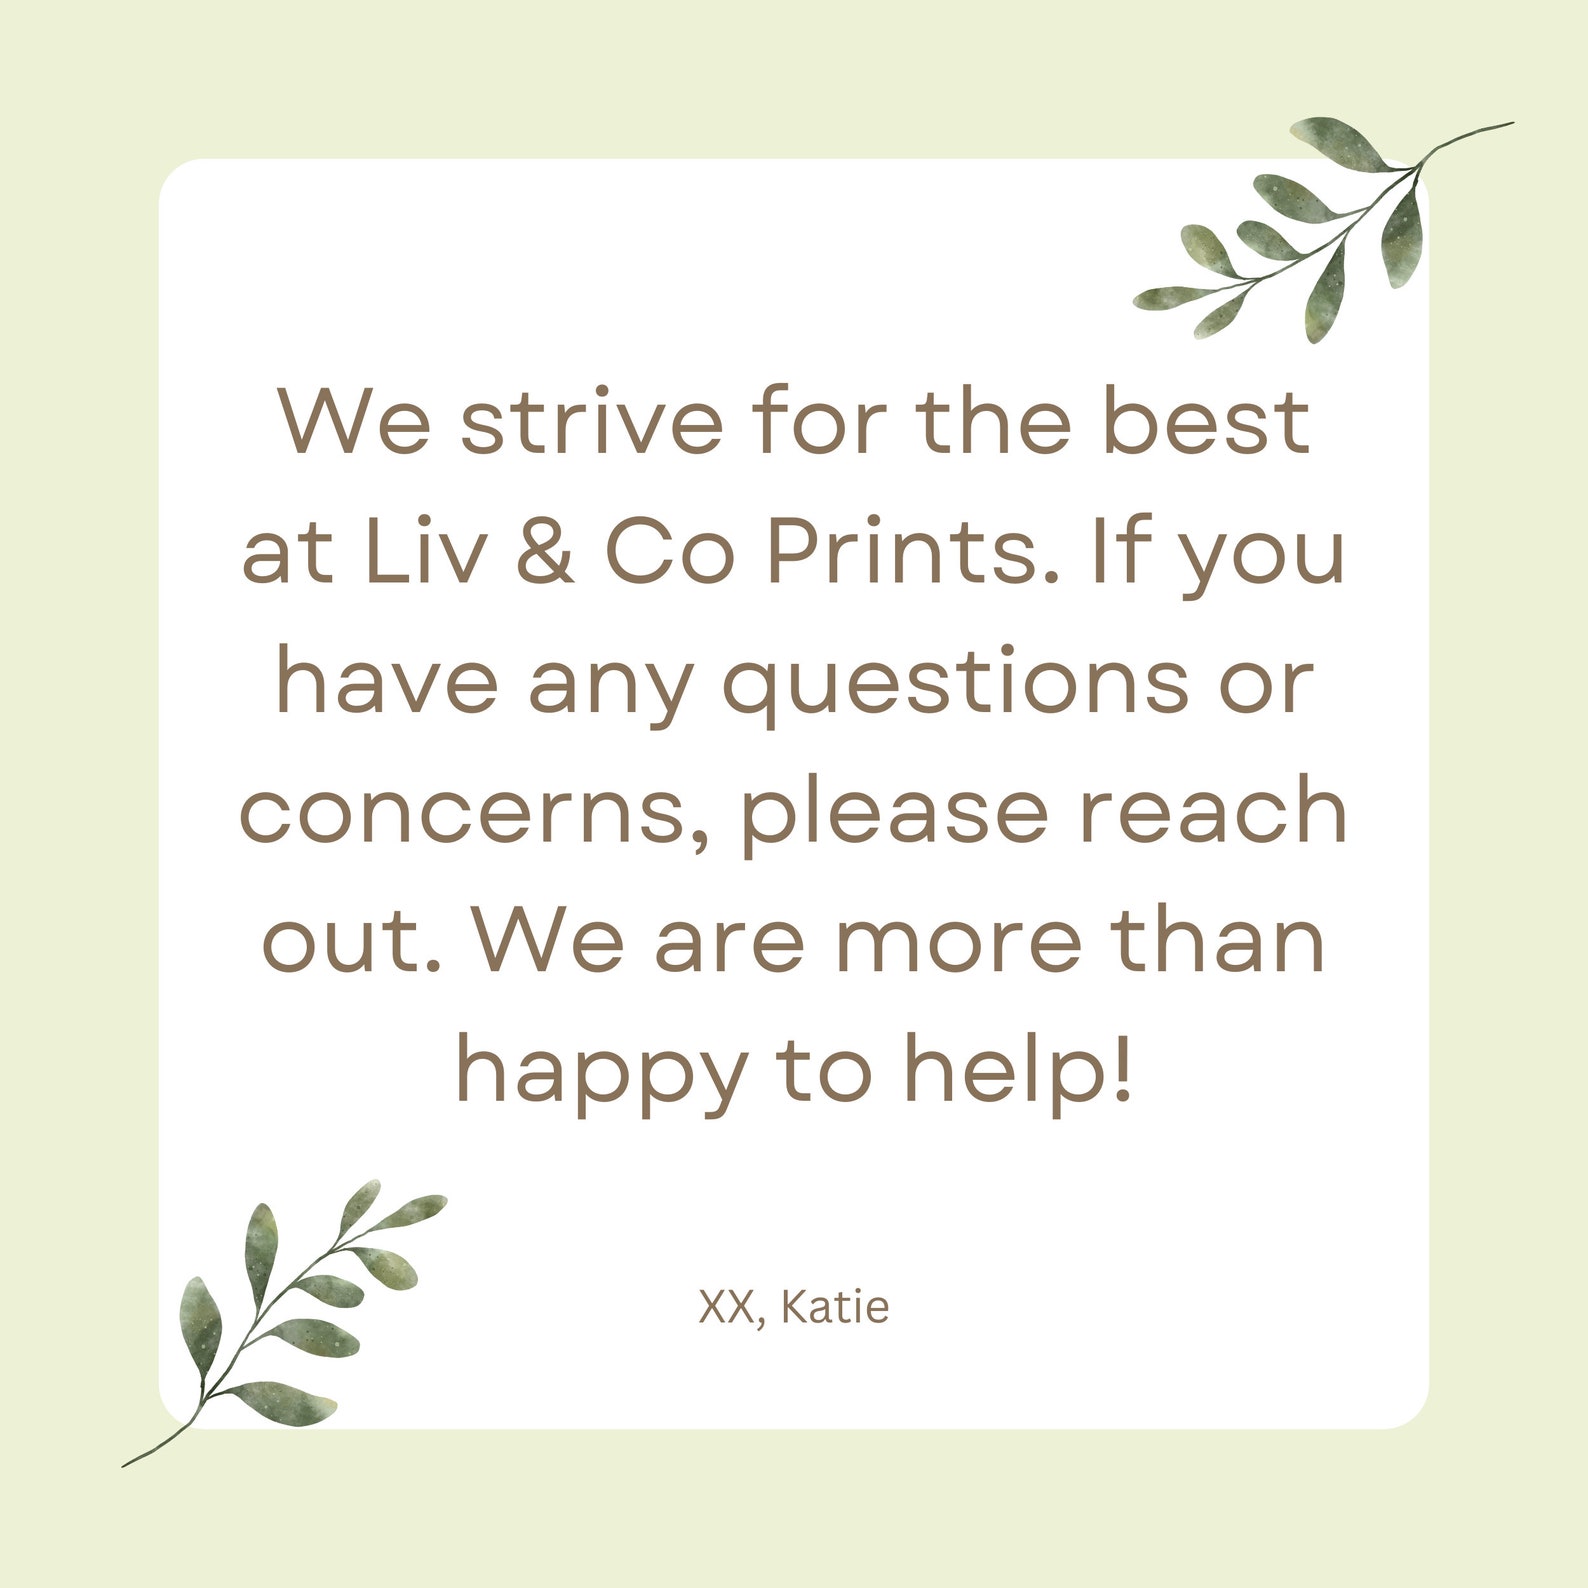 We strive for the best
at Liv & Co Prints. If you
have any questions or
concerns, please reach
out. We are more than
happy to help!
XX, Katie